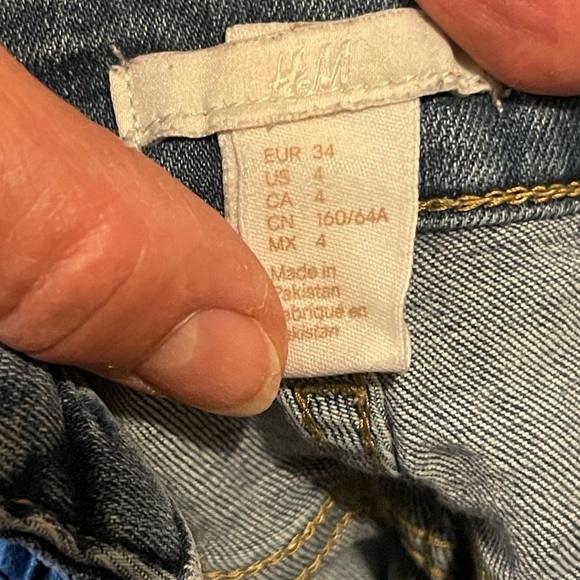 H&M
EUR 34
US 4
CA 4
CN 160/64A
MX 4
Made in
Pakistan
Fabriqué en
Pakistan